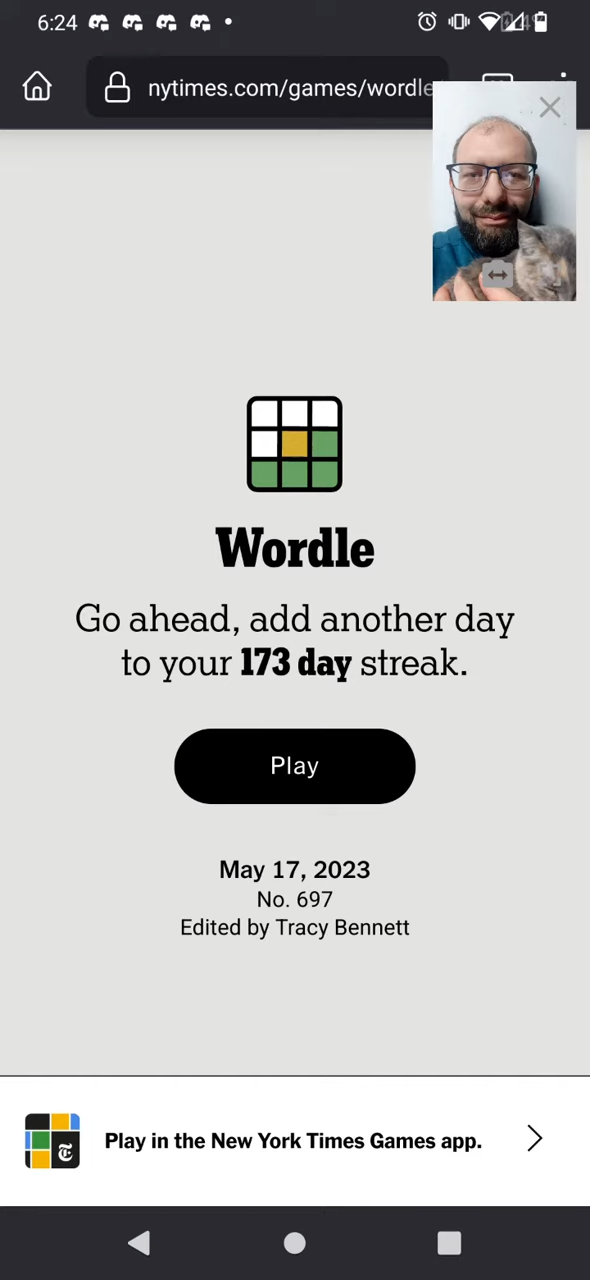 6:24
nytimes.com/games/wordle
Wordle
Go ahead, add another day
to your 173 day streak.
Play
May 17, 2023
No. 697
Edited by Tracy Bennett
Play in the New York Times Games app.